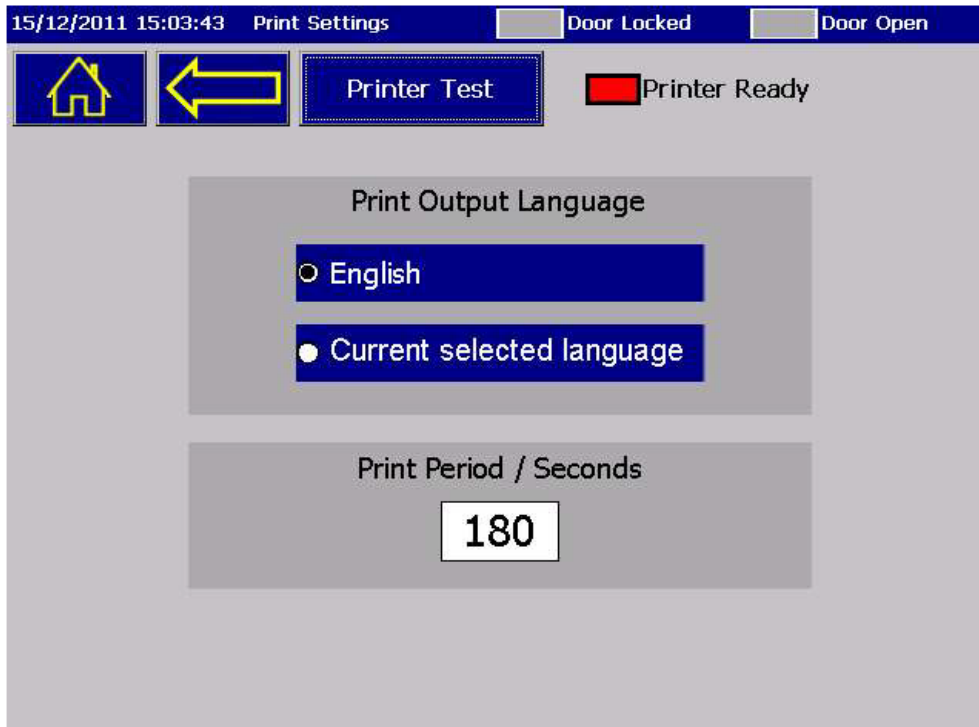 15/12/2011 15:03:43 Print Settings Door Locked Door Open
Printer Test Printer Ready
Print Output Language
English
Current selected language
Print Period / Seconds
180